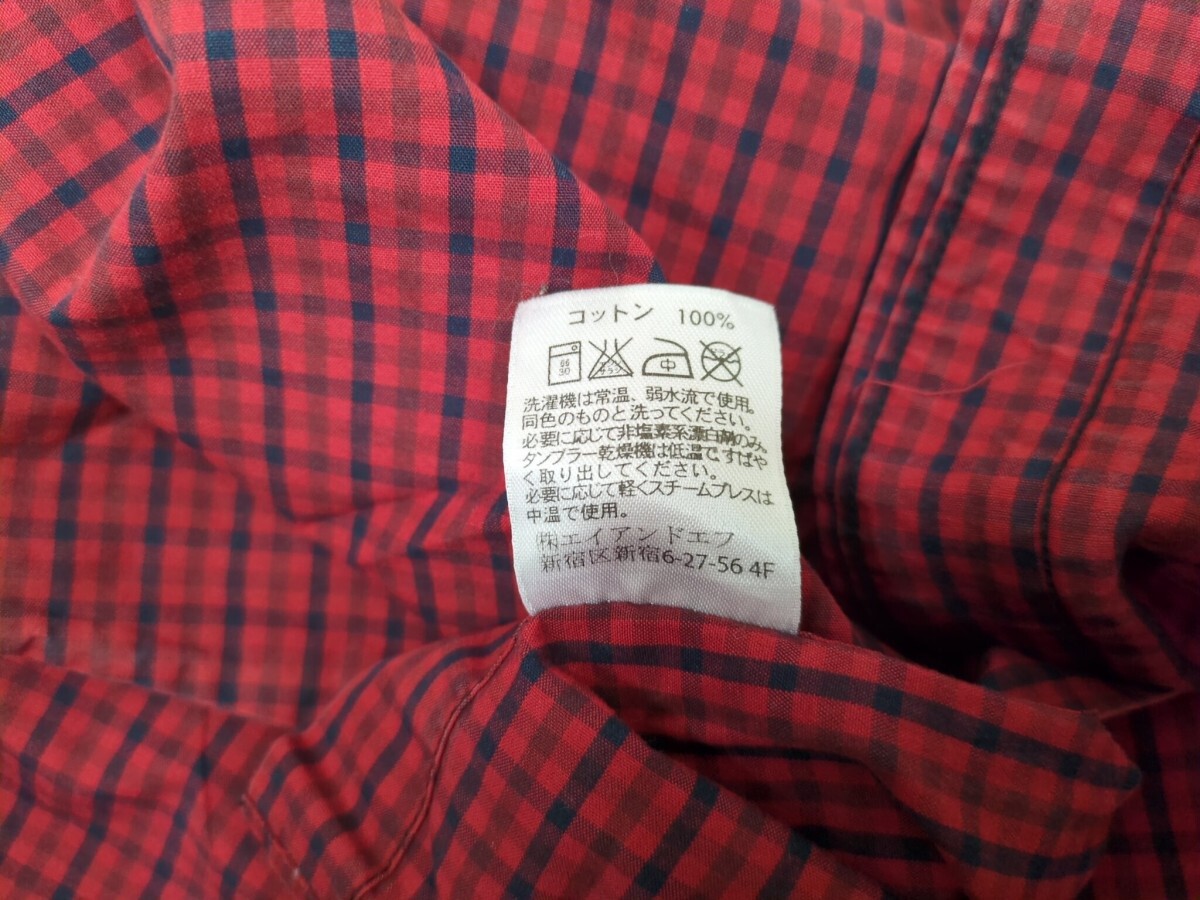 コットン 100%
洗濯機は常温、弱水流で使用。
同色のものと洗ってください。
必要に応じて非塩素系漂白剤のみ。
タンブラー乾燥機は低温で すばや
く取り出してください。
必要に応じて軽くスチームプレスは
中温で使用。
㈱エイアンドエフ
新宿区新宿6-27-56 4F